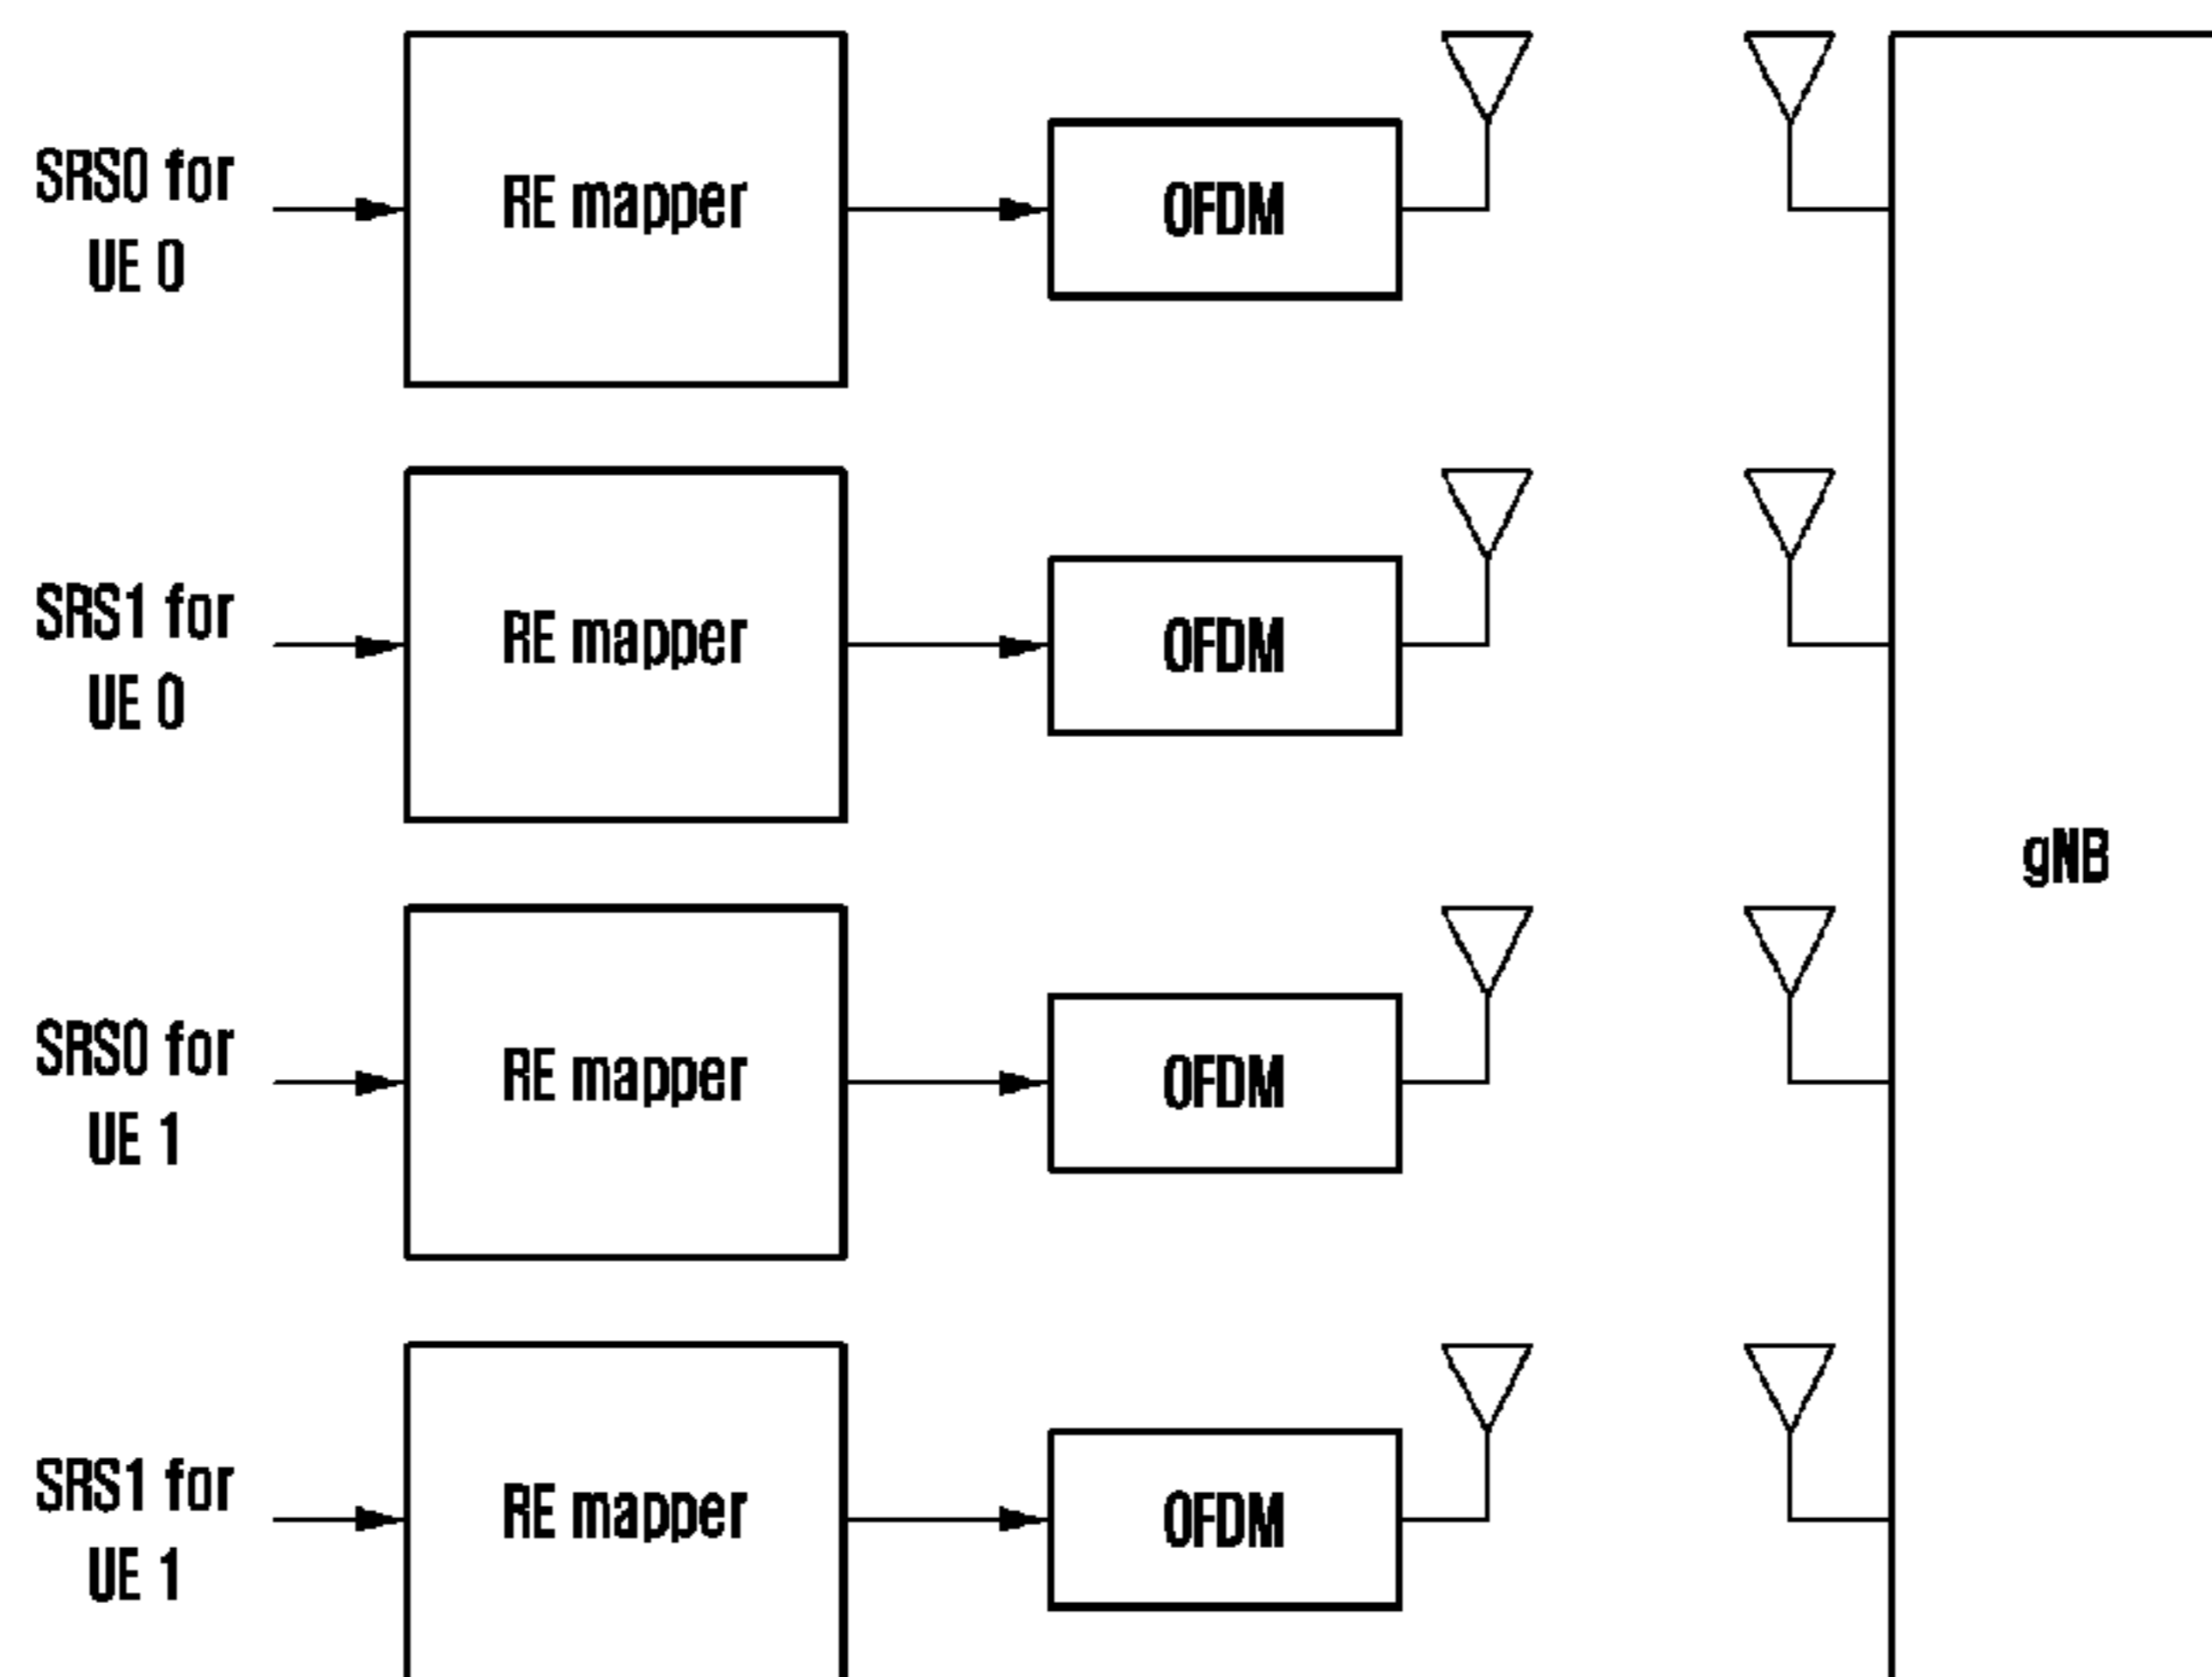 SRS0 for
UE 0
RE mapper
OFDM
SRS1 for
UE 0
RE mapper
OFDM
gNB
SRS0 for
UE 1
RE mapper
OFDM
SRS1 for
UE 1
RE mapper
OFDM